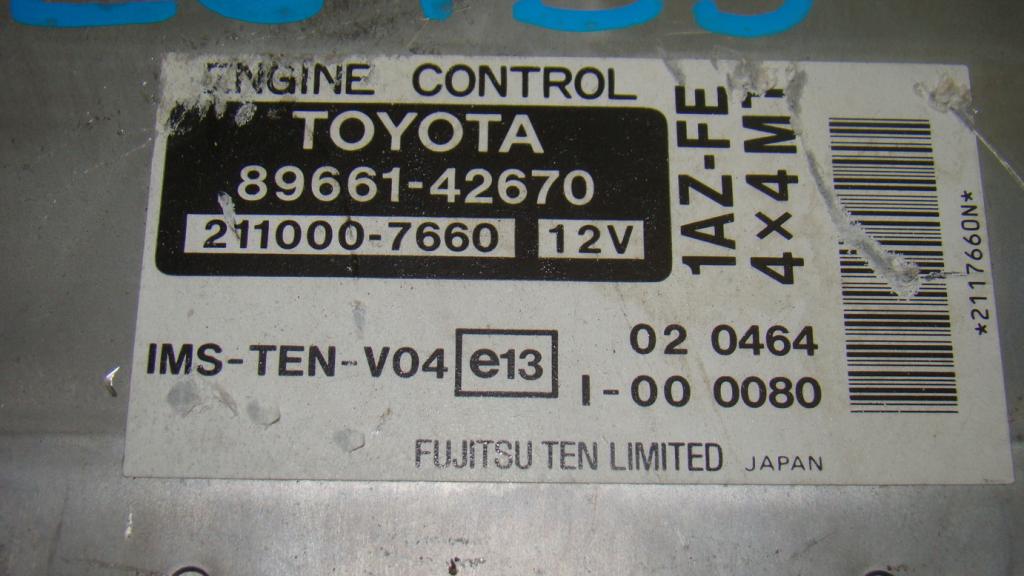 ENGINE CONTROL
TOYOTA
89661-42670
211000-7660 12V
1AZ-FE
4×4 MT
IMS-TEN-V04 e13
02 0464
I-00 0080
FUJITSU TEN LIMITED JAPAN
*2117660N*